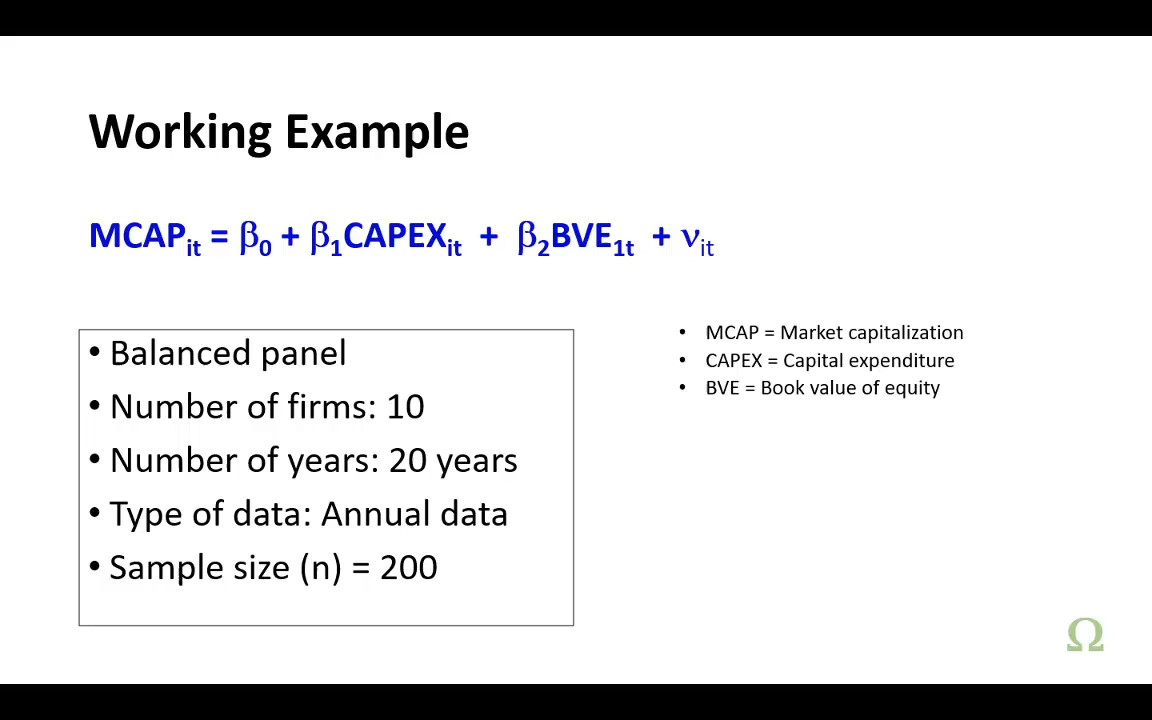 Working Example
MCAPit = β0 + β1CAPEXit + β2BVE1t + νit
• Balanced panel
• Number of firms: 10
• Number of years: 20 years
• Type of data: Annual data
• Sample size (n) = 200
• MCAP = Market capitalization
• CAPEX = Capital expenditure
• BVE = Book value of equity
Ω